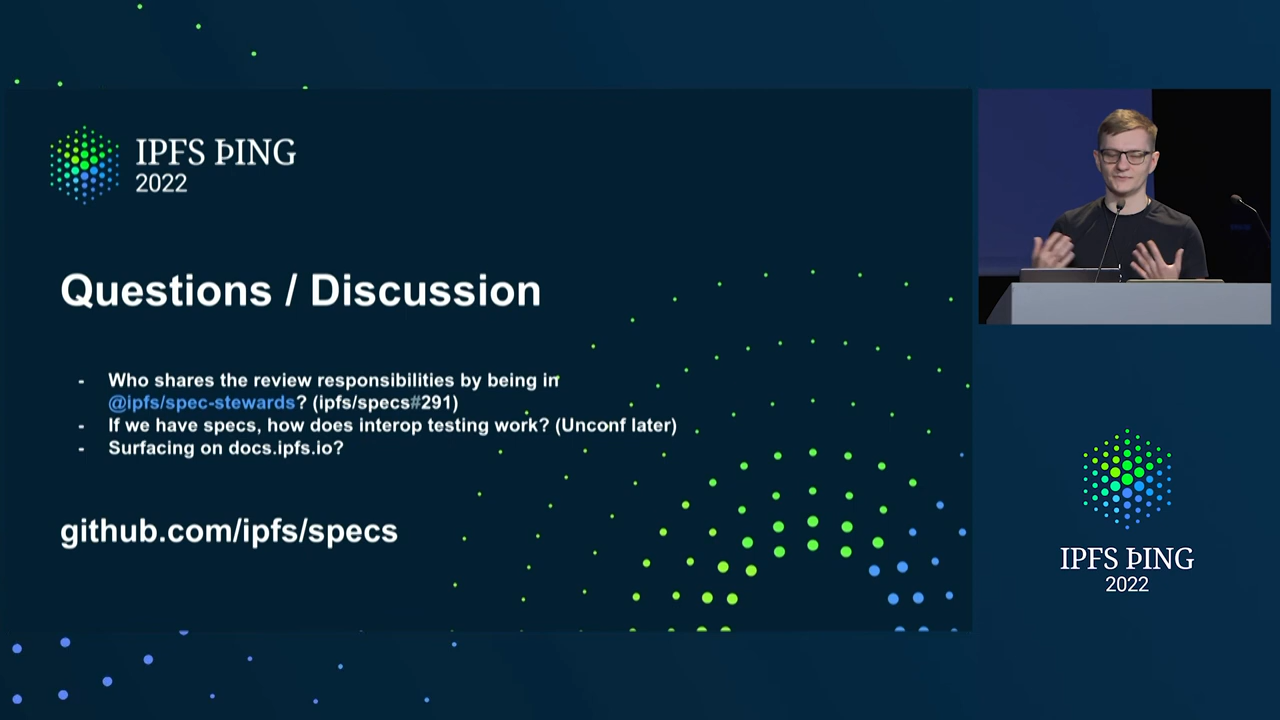 IPFS ÞING
2022
Questions / Discussion
- Who shares the review responsibilities by being in
@ipfs/spec-stewards? (ipfs/specs#291)
- If we have specs, how does interop testing work? (Unconf later)
- Surfacing on docs.ipfs.io?
github.com/ipfs/specs
IPFS ÞING
2022